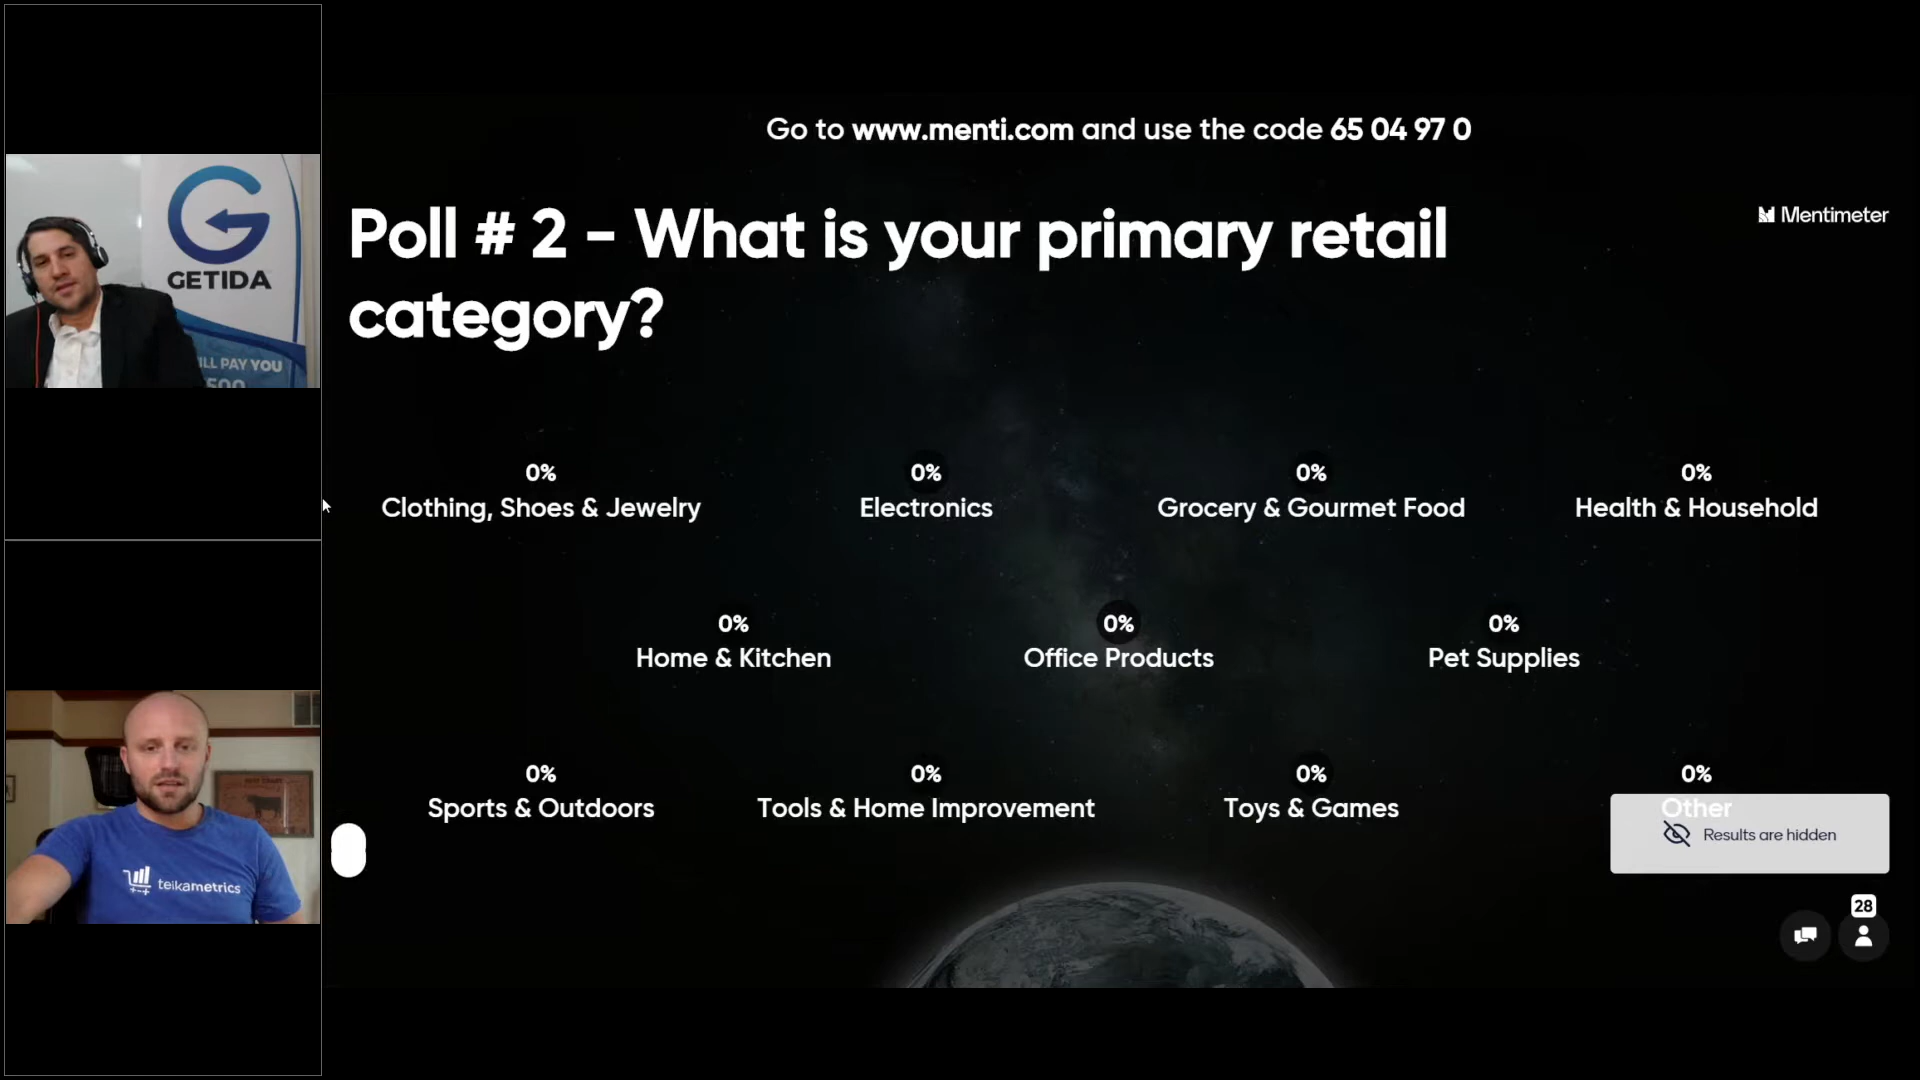 Go to www.menti.com and use the code 65 04 97 0
Poll # 2 - What is your primary retail
category?
Mentimeter
GETIDA
ILL PAY YOU
0%
Clothing, Shoes & Jewelry
0%
Electronics
0%
Grocery & Gourmet Food
0%
Health & Household
0%
Home & Kitchen
0%
Office Products
0%
Pet Supplies
0%
Sports & Outdoors
0%
Tools & Home Improvement
0%
Toys & Games
0%
Other
Results are hidden
28
teikametrics